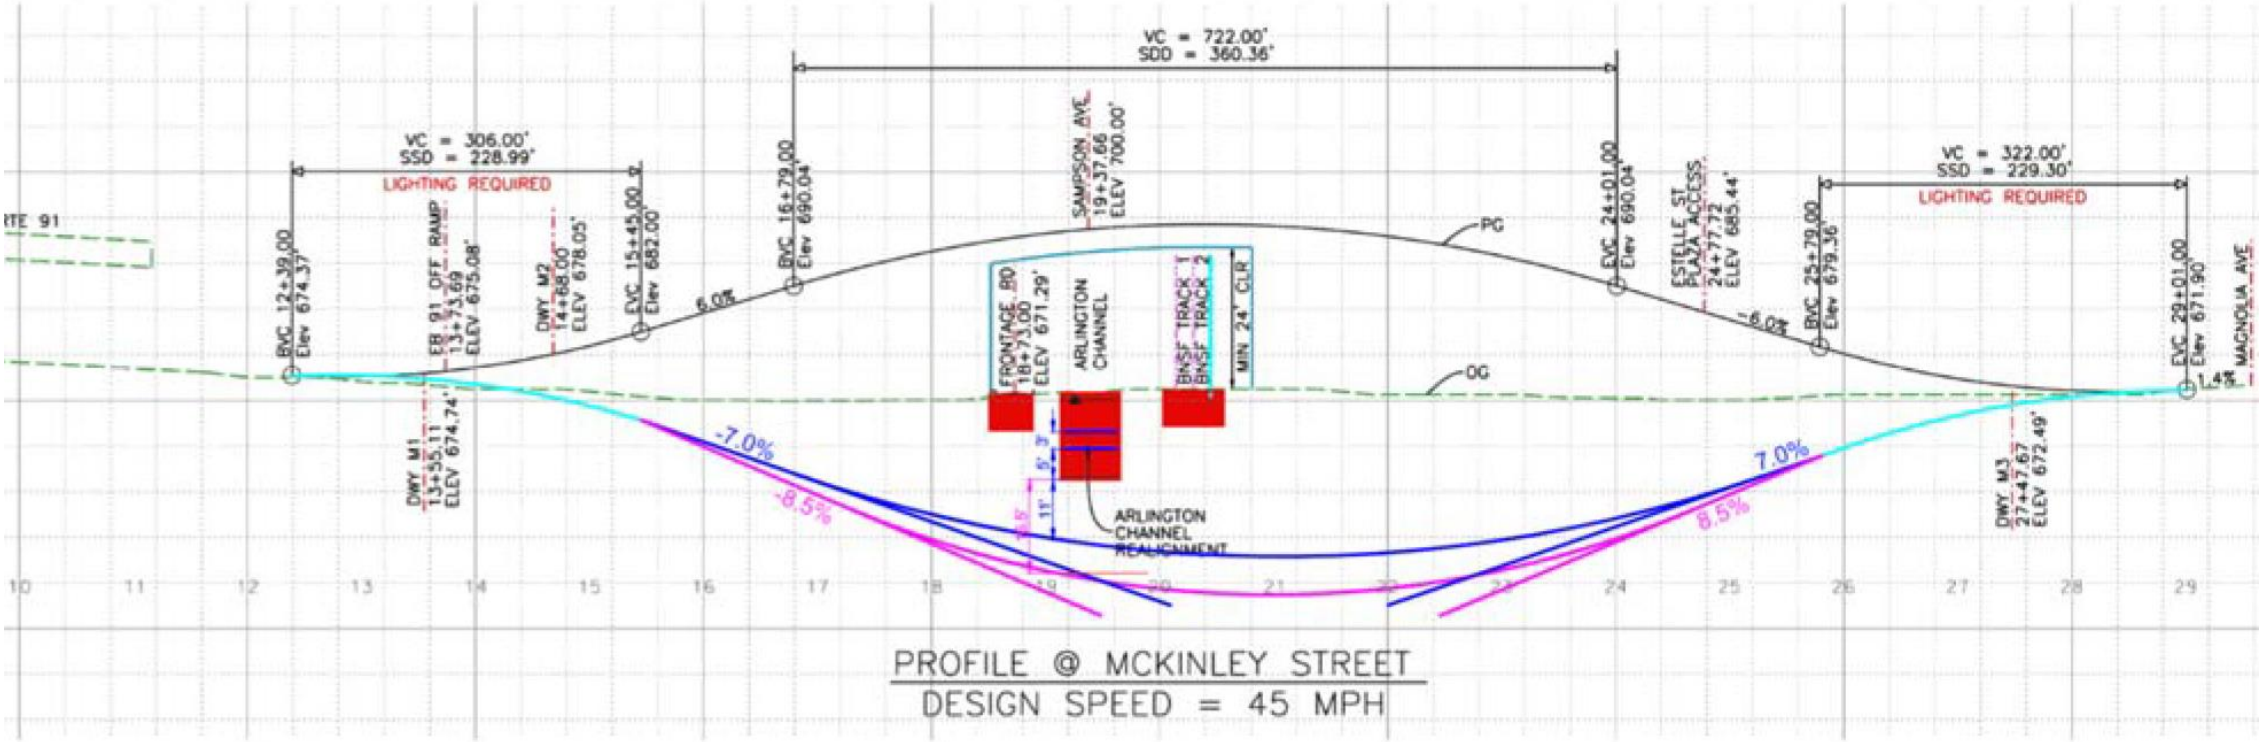 VC = 722.00'
SDD = 360.36'
VC = 306.00'
SSD = 228.99'
LIGHTING REQUIRED
VC = 322.00'
SSD = 229.30'
LIGHTING REQUIRED
RTE 91
BVC 12+39.00
Elev 674.37'
EB 91 OFF RAMP
13+73.69
ELEV 675.08'
DWY M2
14+68.00
ELEV 678.05'
EVC 15+45.00
Elev 682.00'
6.0%
BVC 16+79.00
Elev 690.04'
SAMPSON AVE
19+37.66
ELEV 700.00'
PG
FRONTAGE RD
18+73.00
ELEV 671.29'
ARLINGTON
CHANNEL
BNSF TRACK 1
BNSF TRACK 2
MIN 24' CLR
OG
EVC 24+01.00
Elev 690.04'
ESTELLE ST
PLAZA ACCESS
24+77.72
ELEV 685.44'
-6.0%
BVC 25+79.00
Elev 679.36'
EVC 29+01.00
Elev 671.90'
1.4%
MAGNOLIA AVE
DWY M1
13+55.11
ELEV 674.74'
-7.0%
-8.5%
3'
5'
11'
ARLINGTON
CHANNEL
REALIGNMENT
7.0%
8.5%
DWY M3
27+47.67
ELEV 672.49'
10 11 12 13 14 15 16 17 18 19 20 21 22 23 24 25 26 27 28 29
PROFILE @ MCKINLEY STREET
DESIGN SPEED = 45 MPH